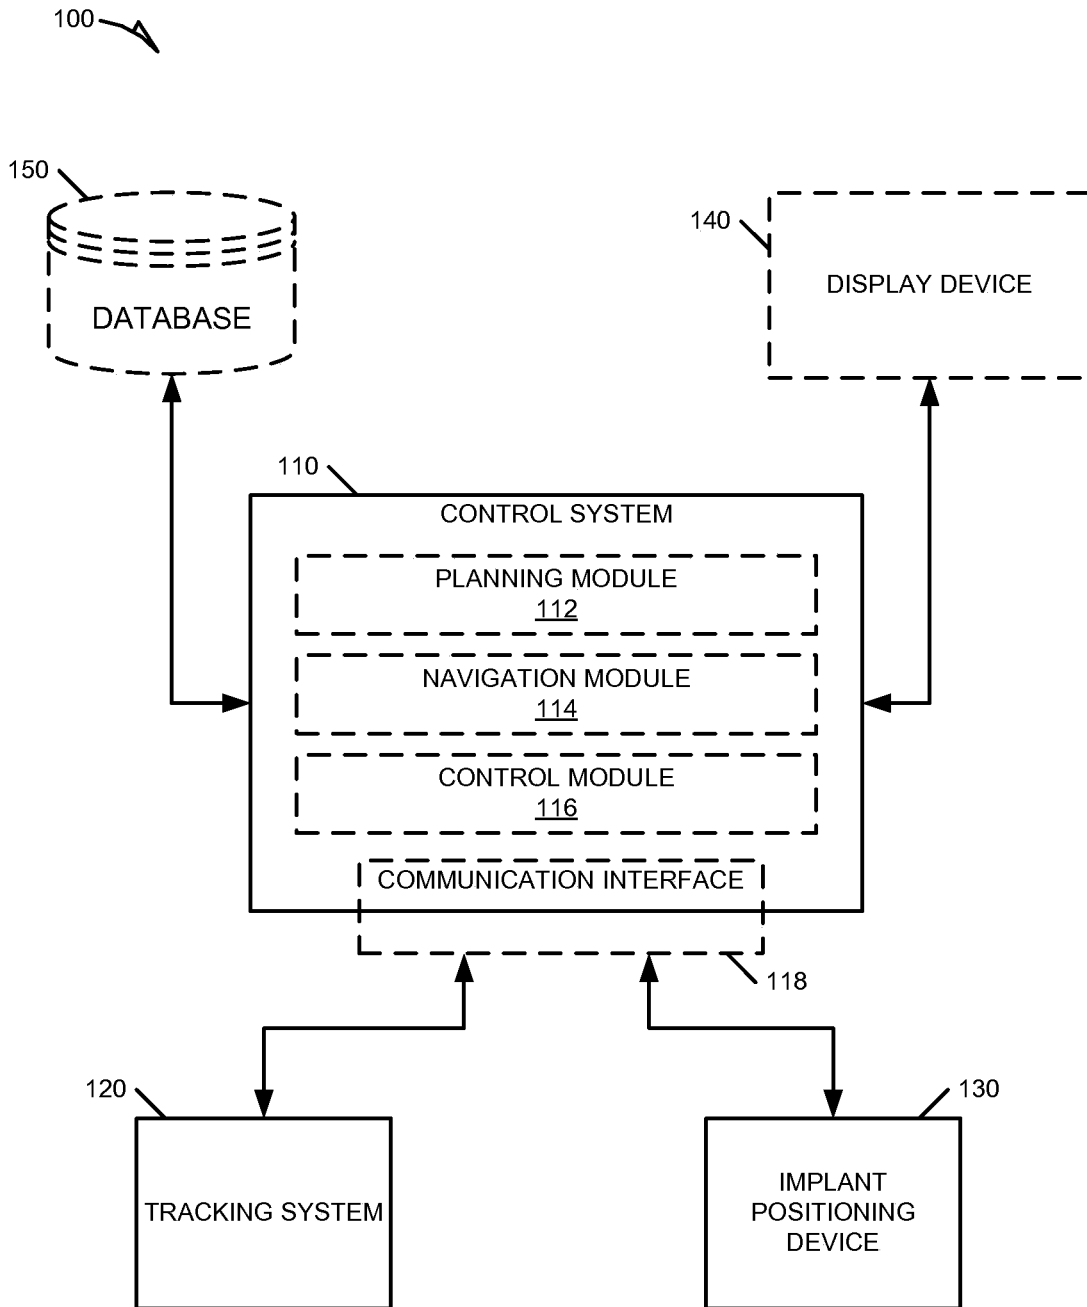 100
150
DATABASE
140
DISPLAY DEVICE
110
CONTROL SYSTEM
PLANNING MODULE
112
NAVIGATION MODULE
114
CONTROL MODULE
116
COMMUNICATION INTERFACE
118
120
TRACKING SYSTEM
130
IMPLANT
POSITIONING
DEVICE